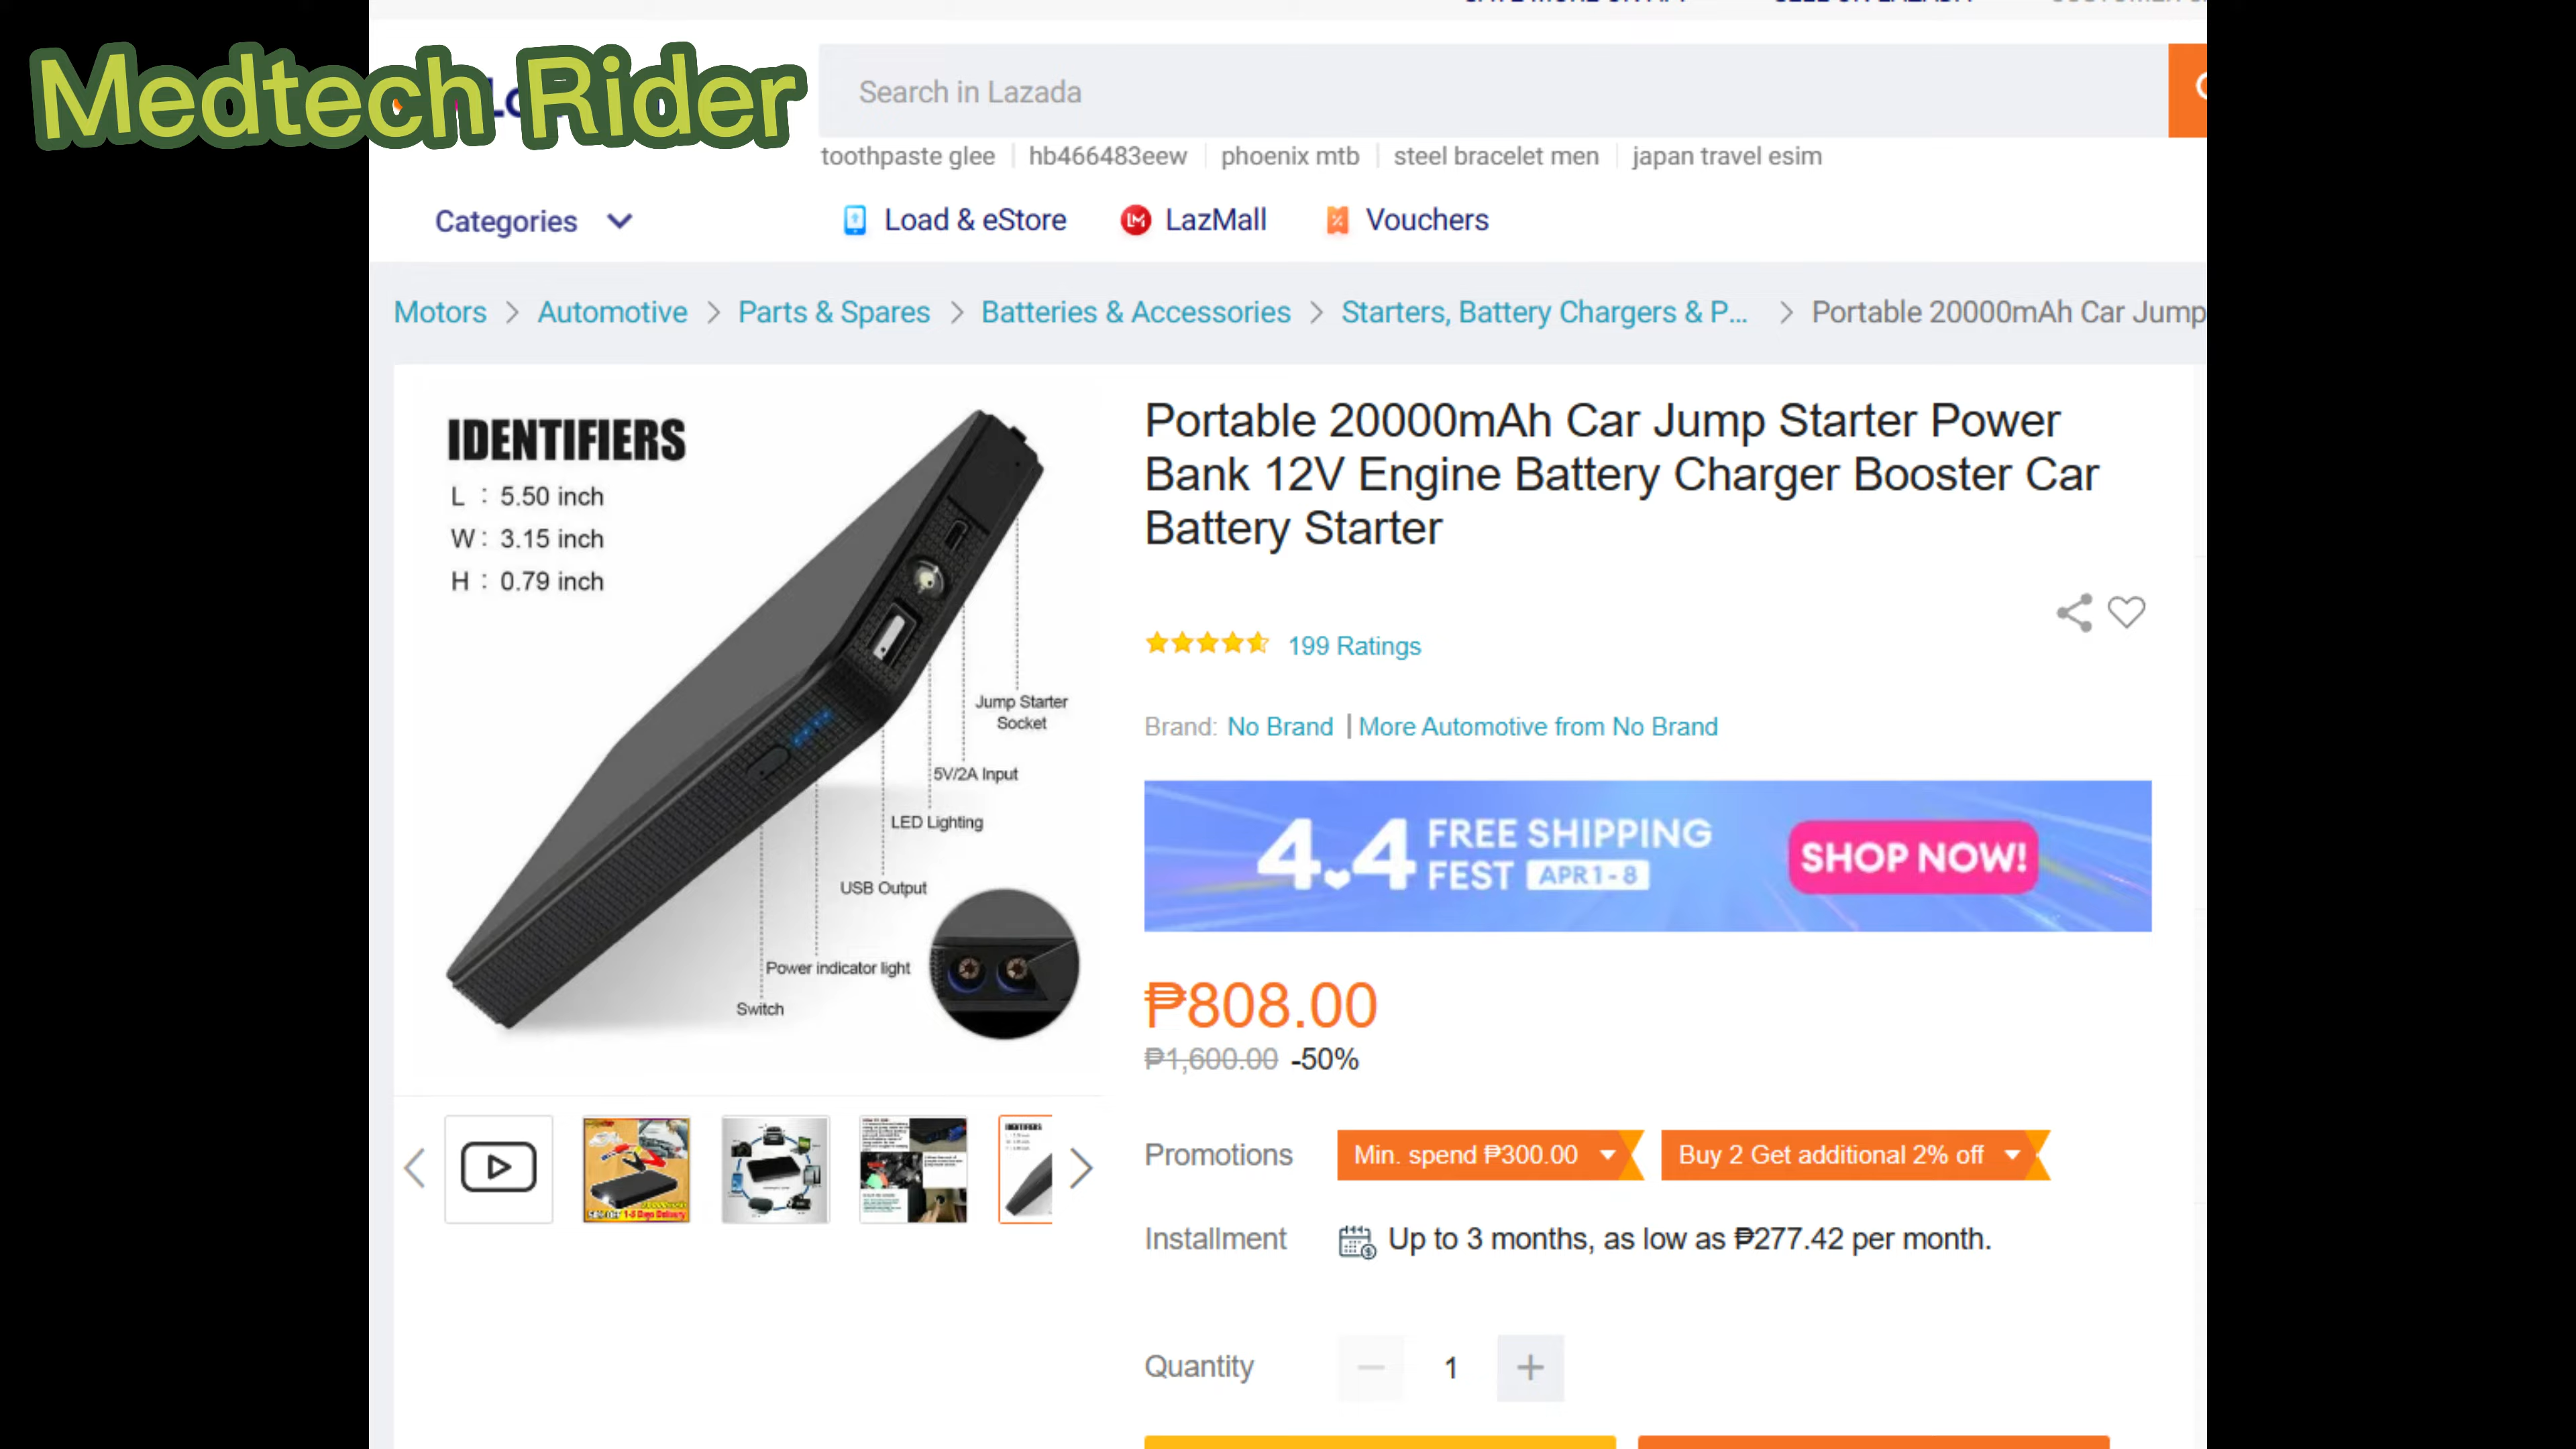 Medtech Rider
Search in Lazada
toothpaste glee
hb466483eew
phoenix mtb
steel bracelet men
japan travel esim
Categories
Load & eStore
LazMall
Vouchers
Motors > Automotive > Parts & Spares > Batteries & Accessories > Starters, Battery Chargers & P... > Portable 20000mAh Car Jump
IDENTIFIERS
L : 5.50 inch
W : 3.15 inch
H : 0.79 inch
Jump Starter
Socket
5V/2A Input
LED Lighting
USB Output
Power indicator light
Switch
Portable 20000mAh Car Jump Starter Power
Bank 12V Engine Battery Charger Booster Car
Battery Starter
199 Ratings
Brand: No Brand | More Automotive from No Brand
4.4 FREE SHIPPING
FEST APR 1 - 8
SHOP NOW!
₱808.00
₱1,600.00 -50%
Promotions
Min. spend ₱300.00
Buy 2 Get additional 2% off
Installment
Up to 3 months, as low as ₱277.42 per month.
Quantity
1